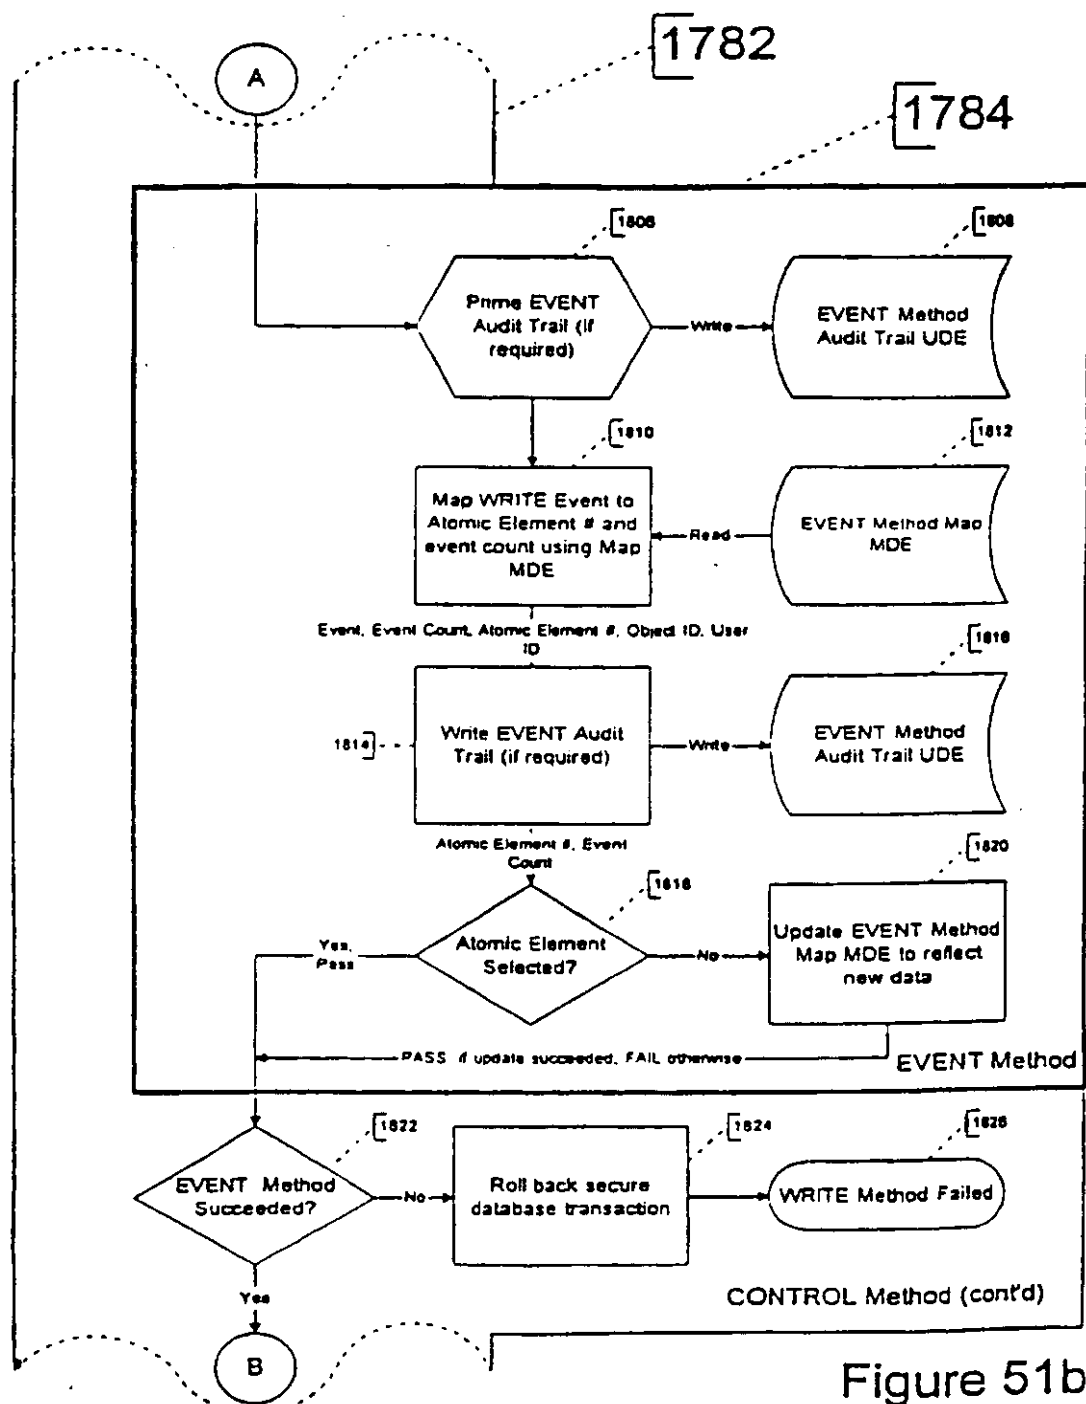 1782
A
1784
1806
1808
Prime EVENT
Audit Trail (if
required)
Write
EVENT Method
Audit Trail UDE
1810
1812
Map WRITE Event to
Atomic Element # and
event count using Map
MDE
Read
EVENT Method Map
MDE
Event, Event Count, Atomic Element #, Object ID, User
ID
1816
1814
Write EVENT Audit
Trail (if required)
Write
EVENT Method
Audit Trail UDE
Atomic Element #, Event
Count
1818
1820
Yes,
Pass
Atomic Element
Selected?
No
Update EVENT Method
Map MDE to reflect
new data
PASS if update succeeded, FAIL otherwise
EVENT Method
1822
1824
1826
EVENT Method
Succeeded?
No
Roll back secure
database transaction
WRITE Method Failed
Yes
CONTROL Method (cont'd)
B
Figure 51b